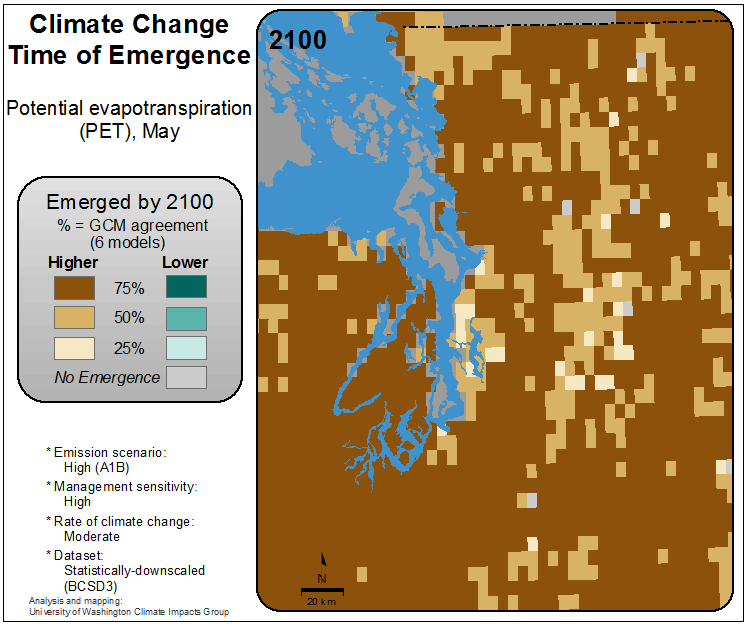 Climate Change
Time of Emergence
Potential evapotranspiration
(PET), May
Emerged by 2100
% = GCM agreement
(6 models)
Higher Lower
75%
50%
25%
No Emergence
* Emission scenario:
High (A1B)
* Management sensitivity:
High
* Rate of climate change:
Moderate
* Dataset:
Statistically-downscaled
(BCSD3)
Analysis and mapping:
University of Washington Climate Impacts Group
2100
N
20 km